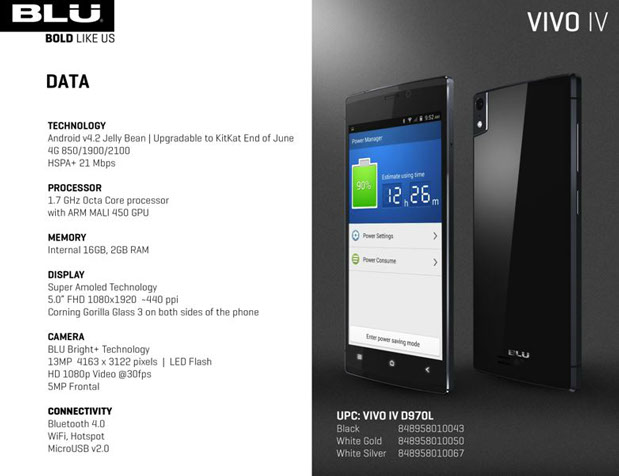 BLU
BOLD LIKE US
DATA
TECHNOLOGY
Android v4.2 Jelly Bean | Upgradable to KitKat End of June
4G 850/1900/2100
HSPA+ 21 Mbps
PROCESSOR
1.7 GHz Octa Core processor
with ARM MALI 450 GPU
MEMORY
Internal 16GB, 2GB RAM
DISPLAY
Super Amoled Technology
5.0” FHD 1080x1920 ~440 ppi
Corning Gorilla Glass 3 on both sides of the phone
CAMERA
BLU Bright+ Technology
13MP 4163 x 3122 pixels | LED Flash
HD 1080p Video @30fps
5MP Frontal
CONNECTIVITY
Bluetooth 4.0
WiFi, Hotspot
MicroUSB v2.0
VIVO IV
9:52 AM
Power Manager
90%
Estimate using time
12 h 26 m
Power Settings
Power Consume
Enter power saving mode
BLU
UPC: VIVO IV D970L
Black 848958010043
White Gold 848958010050
White Silver 848958010067